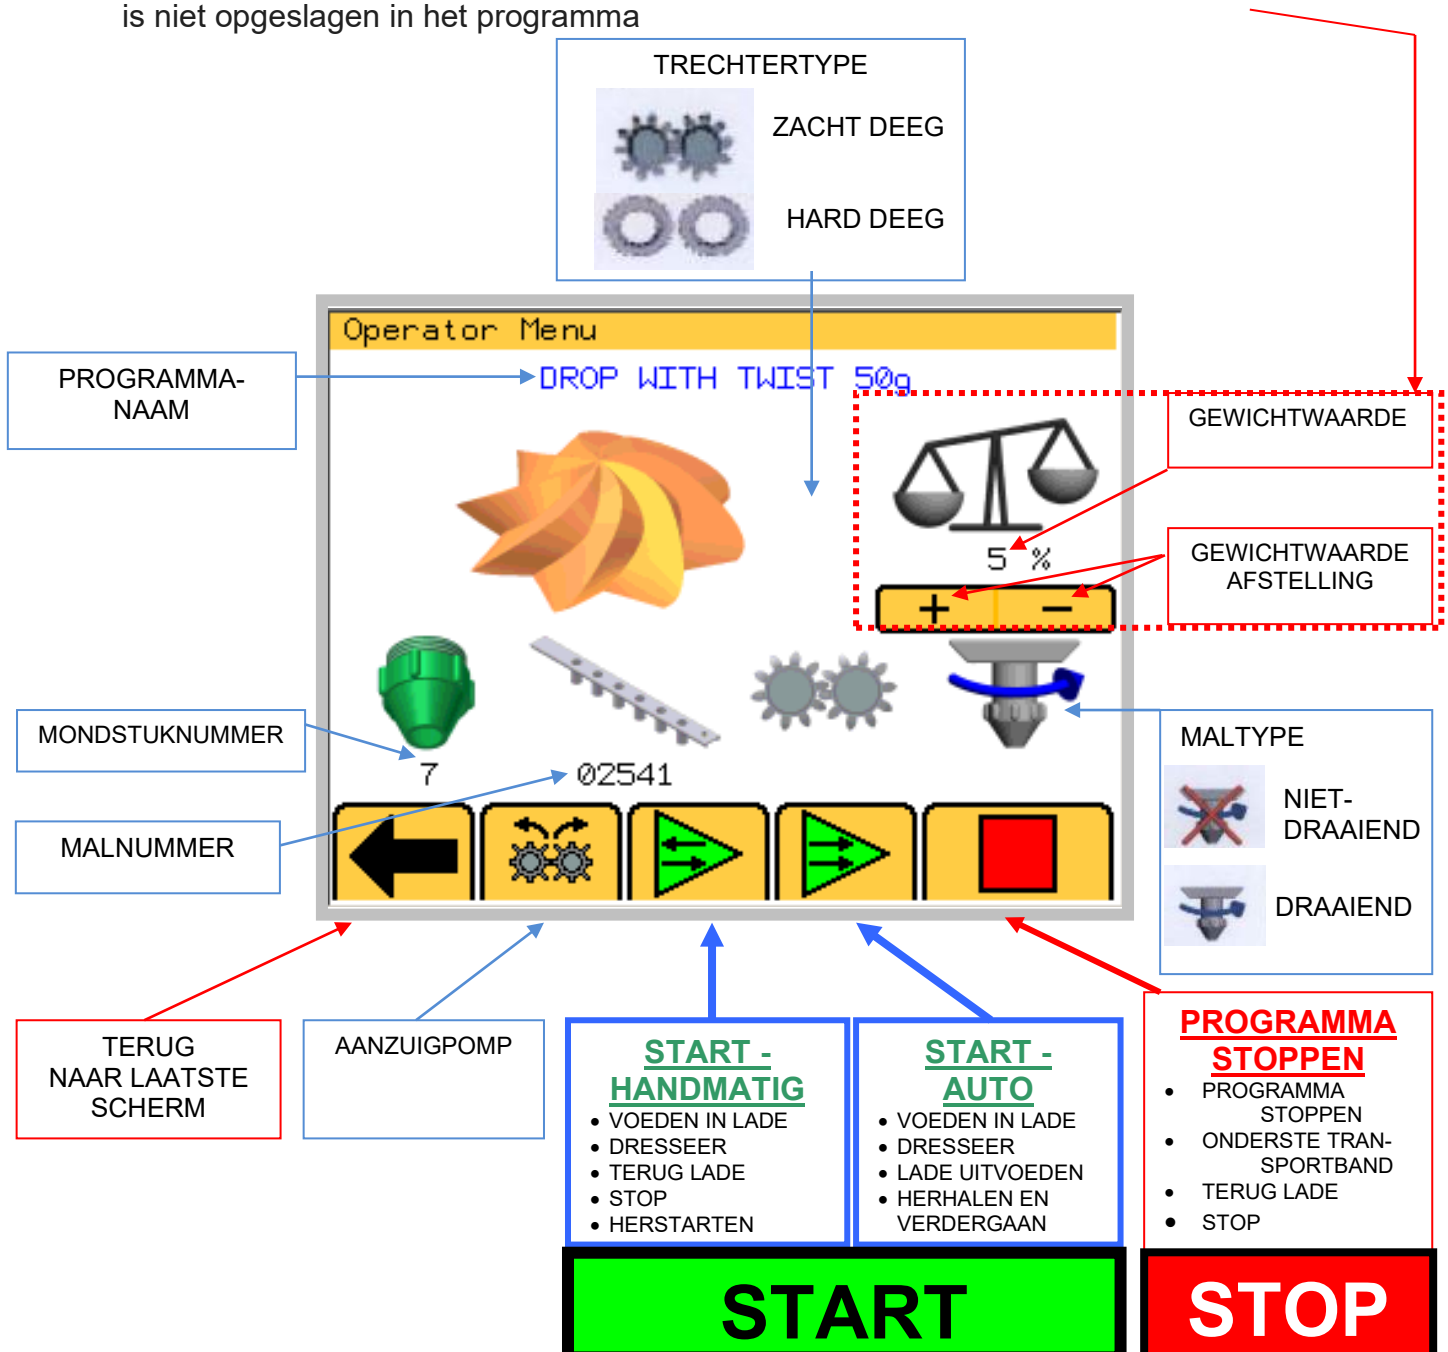 is niet opgeslagen in het programma
TRECHTERTYPE
ZACHT DEEG
HARD DEEG
Operator Menu
DROP WITH TWIST 50g
PROGRAMMA-
NAAM
GEWICHTWAARDE
5 %
GEWICHTWAARDE
AFSTELLING
+ −
MONDSTUKNUMMER
7
02541
MALNUMMER
MALTYPE
NIET-
DRAAIEND
DRAAIEND
TERUG
NAAR LAATSTE
SCHERM
AANZUIGPOMP
START -
HANDMATIG
• VOEDEN IN LADE
• DRESSEER
• TERUG LADE
• STOP
• HERSTARTEN
START -
AUTO
• VOEDEN IN LADE
• DRESSEER
• LADE UITVOEDEN
• HERHALEN EN
VERDERGAAN
PROGRAMMA
STOPPEN
• PROGRAMMA
STOPPEN
• ONDERSTE TRAN-
SPORTBAND
• TERUG LADE
• STOP
START
STOP